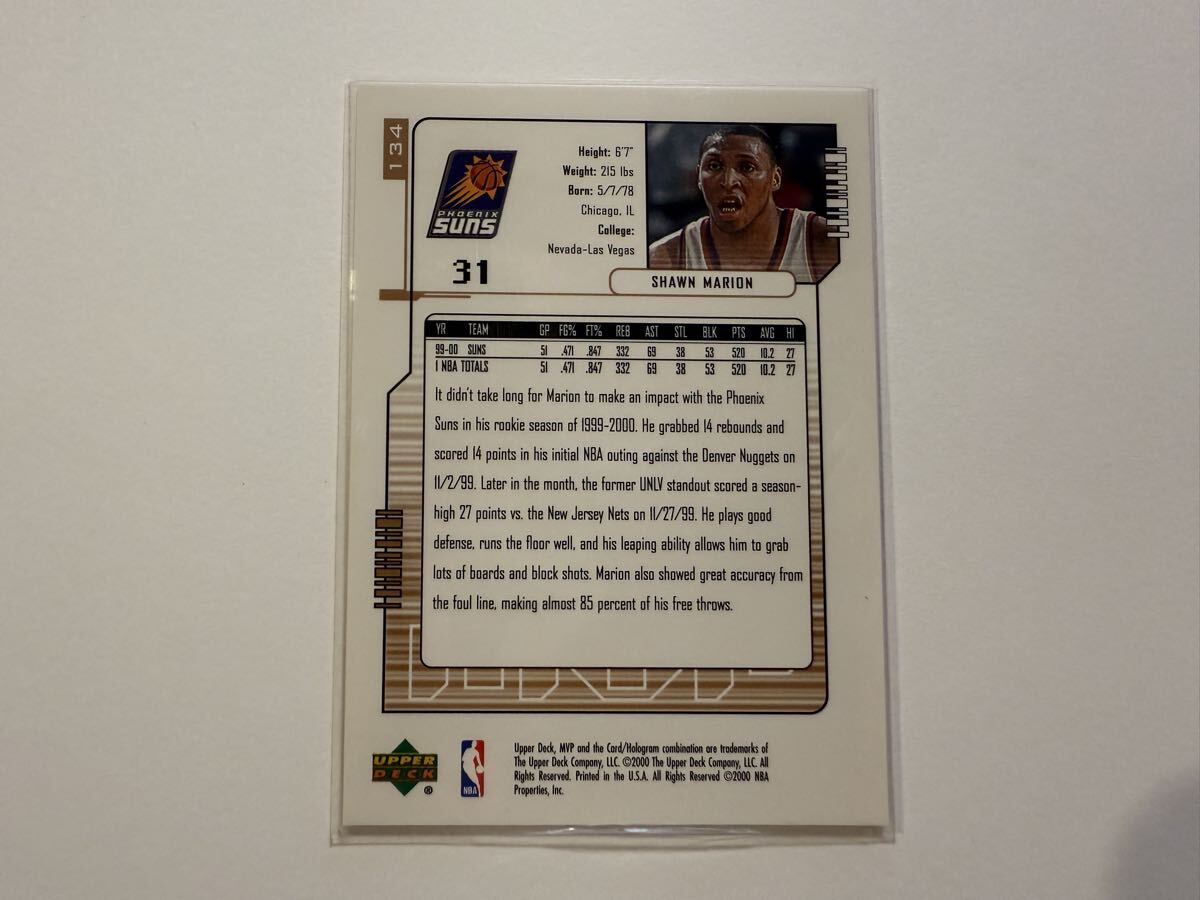 134
PHOENIX
SUNS
31
Height: 6'7"
Weight: 215 lbs
Born: 5/7/78
Chicago, IL
College:
Nevada-Las Vegas
SHAWN MARION
YR TEAM GP FG% FT% REB AST STL BLK PTS AVG HI
99-00 SUNS 51 .471 .847 332 69 38 53 520 10.2 27
1 NBA TOTALS 51 .471 .847 332 69 38 53 520 10.2 27
It didn't take long for Marion to make an impact with the Phoenix
Suns in his rookie season of 1999-2000. He grabbed 14 rebounds and
scored 14 points in his initial NBA outing against the Denver Nuggets on
11/2/99. Later in the month, the former UNLV standout scored a season-
high 27 points vs. the New Jersey Nets on 11/27/99. He plays good
defense, runs the floor well, and his leaping ability allows him to grab
lots of boards and block shots. Marion also showed great accuracy from
the foul line, making almost 85 percent of his free throws.
UPPER
DECK
®
NBA
Upper Deck, MVP and the Card/Hologram combination are trademarks of
The Upper Deck Company, LLC. ©2000 The Upper Deck Company, LLC. All
Rights Reserved. Printed in the U.S.A. All Rights Reserved ©2000 NBA
Properties, Inc.